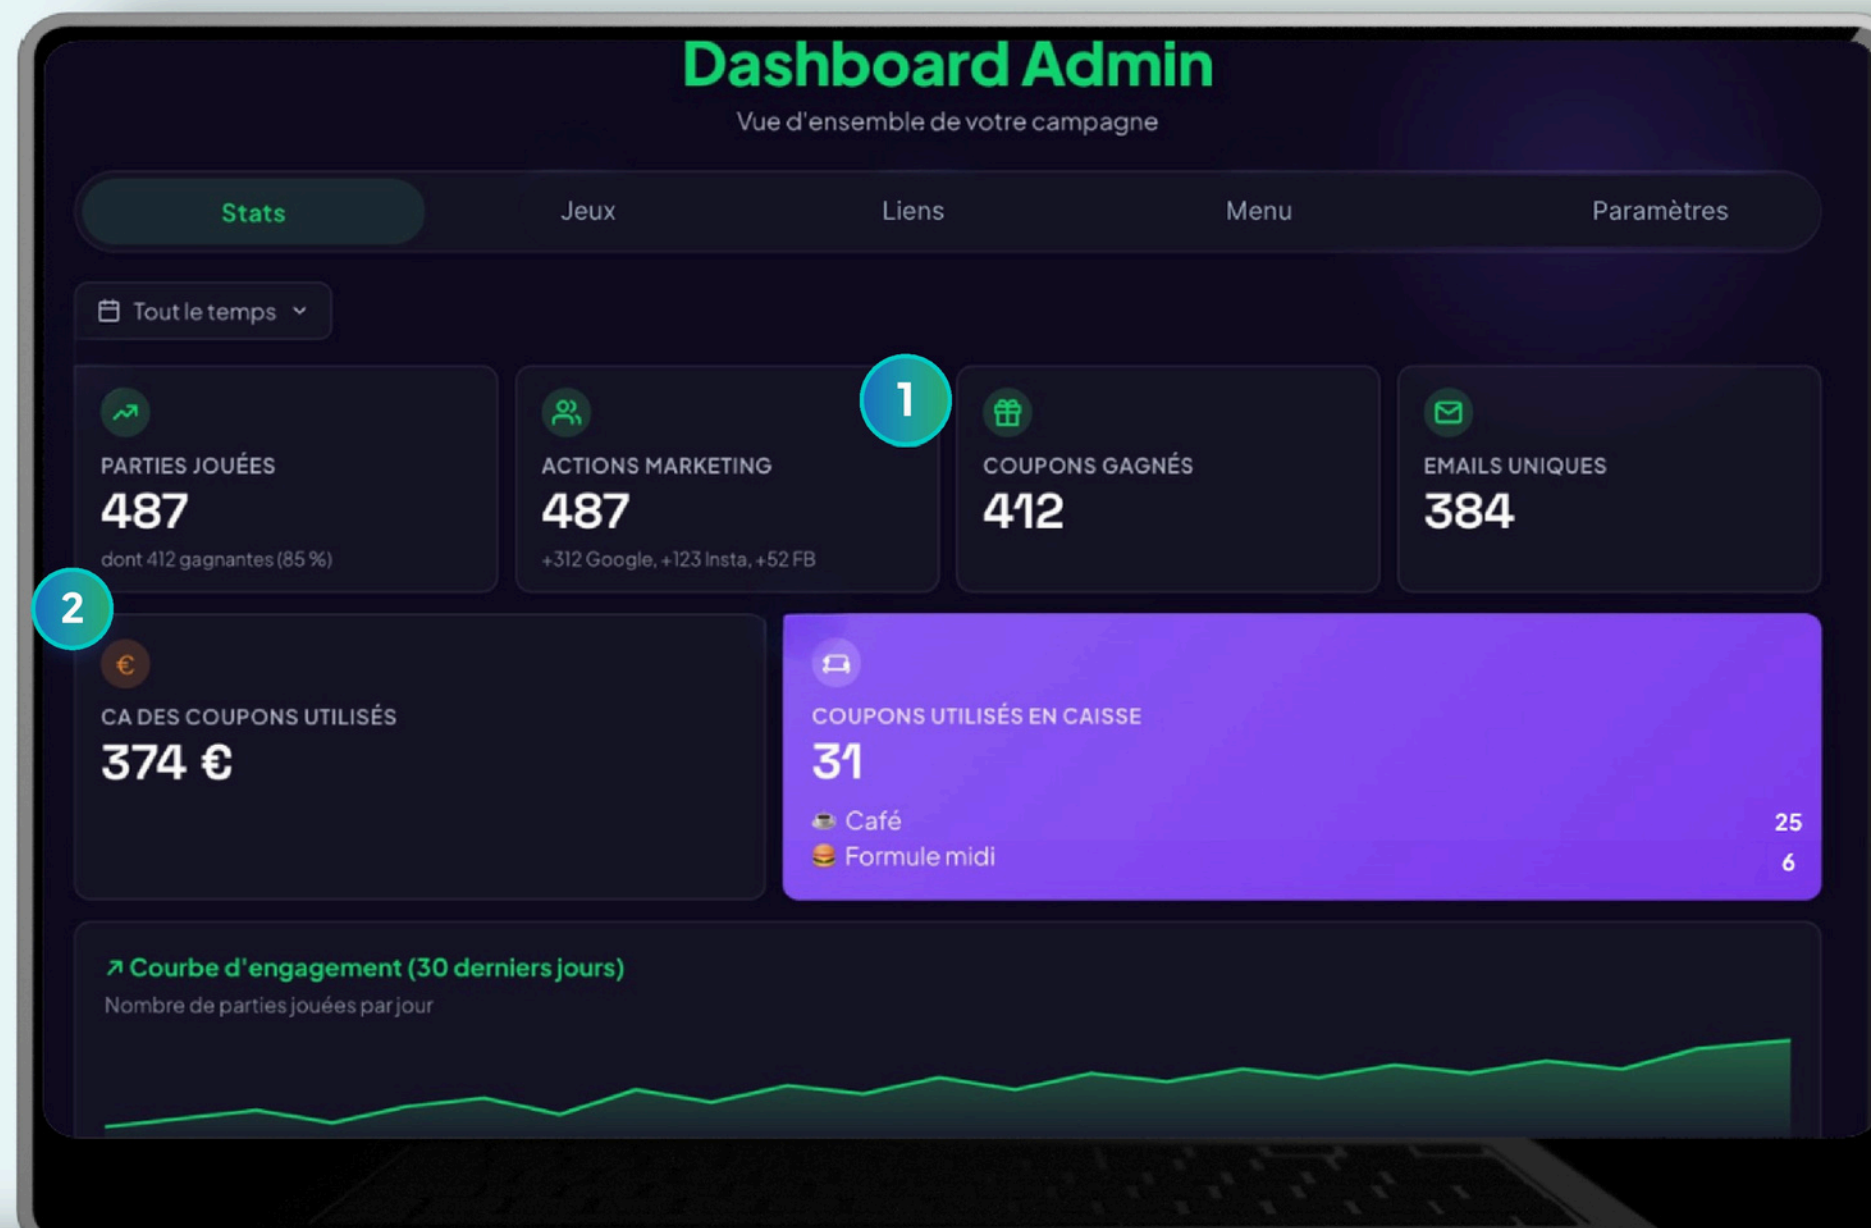 Dashboard Admin
Vue d'ensemble de votre campagne
Stats
Jeux
Liens
Menu
Paramètres
Tout le temps
1
PARTIES JOUÉES
487
dont 412 gagnantes (85 %)
ACTIONS MARKETING
487
+312 Google, +123 Insta, +52 FB
COUPONS GAGNÉS
412
EMAILS UNIQUES
384
2
€
CA DES COUPONS UTILISÉS
374 €
COUPONS UTILISÉS EN CAISSE
31
Café 25
Formule midi 6
Courbe d'engagement (30 derniers jours)
Nombre de parties jouées par jour